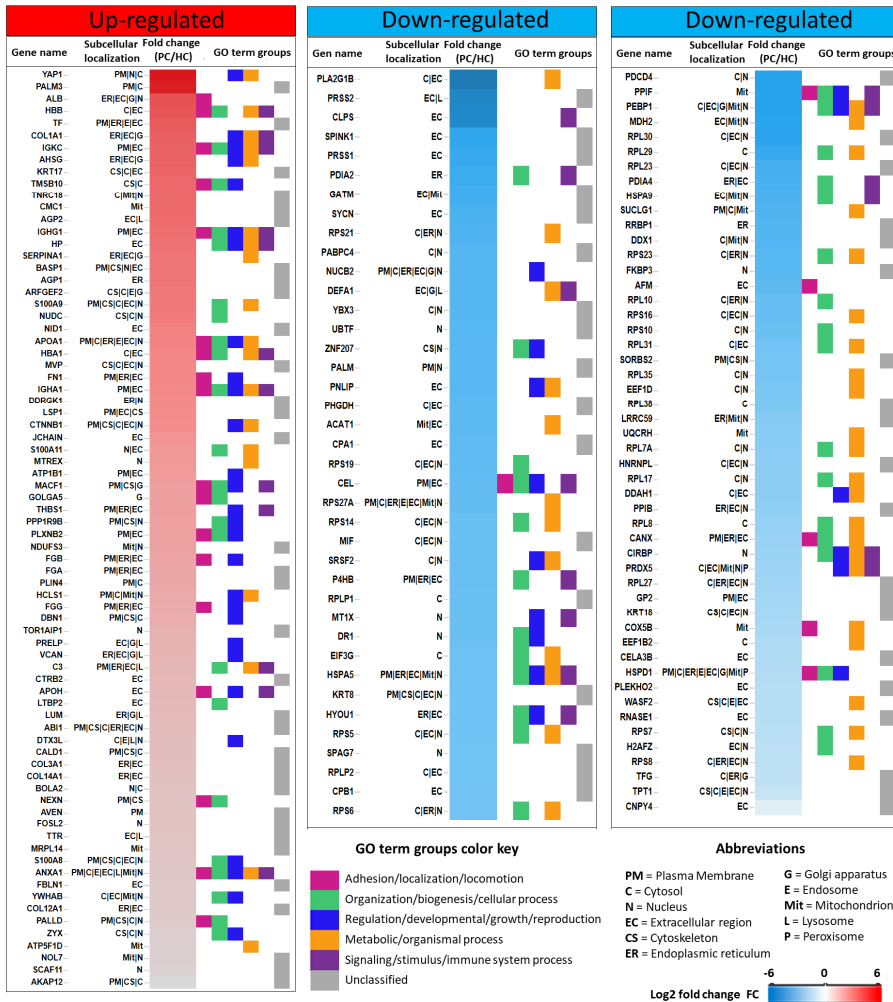 Up-regulated
Gene name Subcellular localization Fold change (PC/HC) GO term groups
YAP1 PM|N|C
PALM3 PM|C
ALB ER|EC|G|N
HBB C|EC
TF PM|ER|E|EC
COL1A1 ER|EC|G
IGKC PM|EC
AHSG ER|EC|G
KRT17 CS|C|EC
TMSB10 CS|C
TNRC18 C|Mit|N
CMC1 Mit
AGP2 EC|L
IGHG1 PM|EC
HP EC
SERPINA1 ER|EC|G
BASP1 PM|CS|N|EC
AGP1 ER
ARFGEF2 CS|C|E|G
S100A9 PM|CS|C|EC|N
NUDC CS|C|N
NID1 EC
APOA1 PM|C|ER|E|EC|N
HBA1 C|EC
MVP CS|C|EC|N
FN1 PM|ER|EC
IGHA1 PM|EC
DDRGK1 ER|N
LSP1 PM|EC|CS
CTNNB1 PM|CS|C|EC|N
JCHAIN EC
S100A11 N|EC
MTREX N
ATP1B1 PM|EC
MACF1 PM|CS|G
GOLGA5 G
THBS1 PM|ER|EC
PPP1R9B PM|CS|N
PLXNB2 PM|EC
NDUFS3 Mit|N
FGB PM|ER|EC
FGA PM|ER|EC
PLIN4 PM|C
HCLS1 PM|C|Mit|N
FGG PM|ER|EC
DBN1 PM|CS|C
TOR1AIP1 N
PRELP EC|G|L
VCAN ER|EC|G|L
C3 PM|ER|EC|L
CTRB2 EC
APOH EC
LTBP2 EC
LUM ER|G|L
ABI1 PM|CS|C|ER|EC|N
DTX3L C|E|L|N
CALD1 PM|CS|C
COL3A1 ER|EC
COL14A1 ER|EC
BOLA2 N|C
NEXN PM|CS
AVEN PM
FOSL2 N
TTR EC|L
MRPL14 Mit
S100A8 PM|CS|C|EC|N
ANXA1 PM|C|E|EC|L|Mit|N
FBLN1 EC
YWHAB C|EC|Mit|N
COL12A1 ER|EC
PALLD PM|CS|C|N
ZYX CS|C|N
ATP5F1D Mit
NOL7 Mit|N
SCAF11 N
AKAP12 PM|CS|C
Down-regulated
Gen name Subcellular localization Fold change (PC/HC) GO term groups
PLA2G1B C|EC
PRSS2 EC|L
CLPS EC
SPINK1 EC
PRSS1 EC
PDIA2 ER
GATM EC|Mit
SYCN EC
RPS21 C|ER|N
PABPC4 C|N
NUCB2 PM|C|ER|EC|G|N
DEFA1 EC|G|L
YBX3 C|N
UBTF N
ZNF207 CS|N
PALM PM|N
PNLIP EC
PHGDH C|EC
ACAT1 Mit|EC
CPA1 EC
RPS19 C|EC|N
CEL PM|EC
RPS27A PM|C|ER|E|EC|Mit|N
RPS14 C|EC|N
MIF C|EC|N
SRSF2 C|N
P4HB PM|ER|EC
RPLP1 C
MT1X N
DR1 N
EIF3G C
HSPA5 PM|ER|EC|Mit|N
KRT8 PM|CS|C|EC|N
HYOU1 ER|EC
RPS5 C|EC|N
SPAG7 N
RPLP2 C|EC
CPB1 EC
RPS6 C|ER|N
Down-regulated
Gen name Subcellular localization Fold change (PC/HC) GO term groups
PDCD4 C|N
PPIF Mit
PEBP1 C|EC|G|Mit|N
MDH2 EC|Mit|N
RPL30 C|EC|N
RPL29 C
RPL23 C|EC|N
PDIA4 ER|EC
HSPA9 EC|Mit|N
SUCLG1 PM|C|Mit
RRBP1 ER
DDX1 C|Mit|N
RPS23 C|ER|N
FKBP3 N
AFM EC
RPL10 C|ER|N
RPS16 C|EC|N
RPS10 C|N
RPL31 C|EC
SORBS2 PM|CS|N
RPL35 C|N
EEF1D C|N
RPL38 C
LRRC59 ER|Mit|N
UQCRH Mit
RPL7A C|N
HNRNPL C|EC|N
RPL17 C|N
DDAH1 C|EC
PPIB ER|EC|N
RPL8 C
CANX PM|ER|EC
CIRBP N
PRDX5 C|EC|Mit|N|P
RPL27 C|ER|EC|N
GP2 PM|EC
KRT18 CS|C|EC|N
COX5B Mit
EEF1B2 C
CELA3B EC
HSPD1 PM|C|ER|E|EC|G|Mit|P
PLEKHO2 EC
WASF2 CS|C|E|EC
RNASE1 EC
RPS7 CS|C|N
H2AFZ EC|N
RPS8 C|ER|EC|N
TFG C|ER|G
TPT1 CS|C|E|EC|N
CNPY4 EC
GO term groups color key
Adhesion/localization/locomotion
Organization/biogenesis/cellular process
Regulation/developmental/growth/reproduction
Metabolic/organismal process
Signaling/stimulus/immune system process
Unclassified
Abbreviations
PM = Plasma Membrane
C = Cytosol
N = Nucleus
EC = Extracellular region
CS = Cytoskeleton
ER = Endoplasmic reticulum
G = Golgi apparatus
E = Endosome
Mit = Mitochondrion
L = Lysosome
P = Peroxisome
-6 0 6
Log2 fold change FC